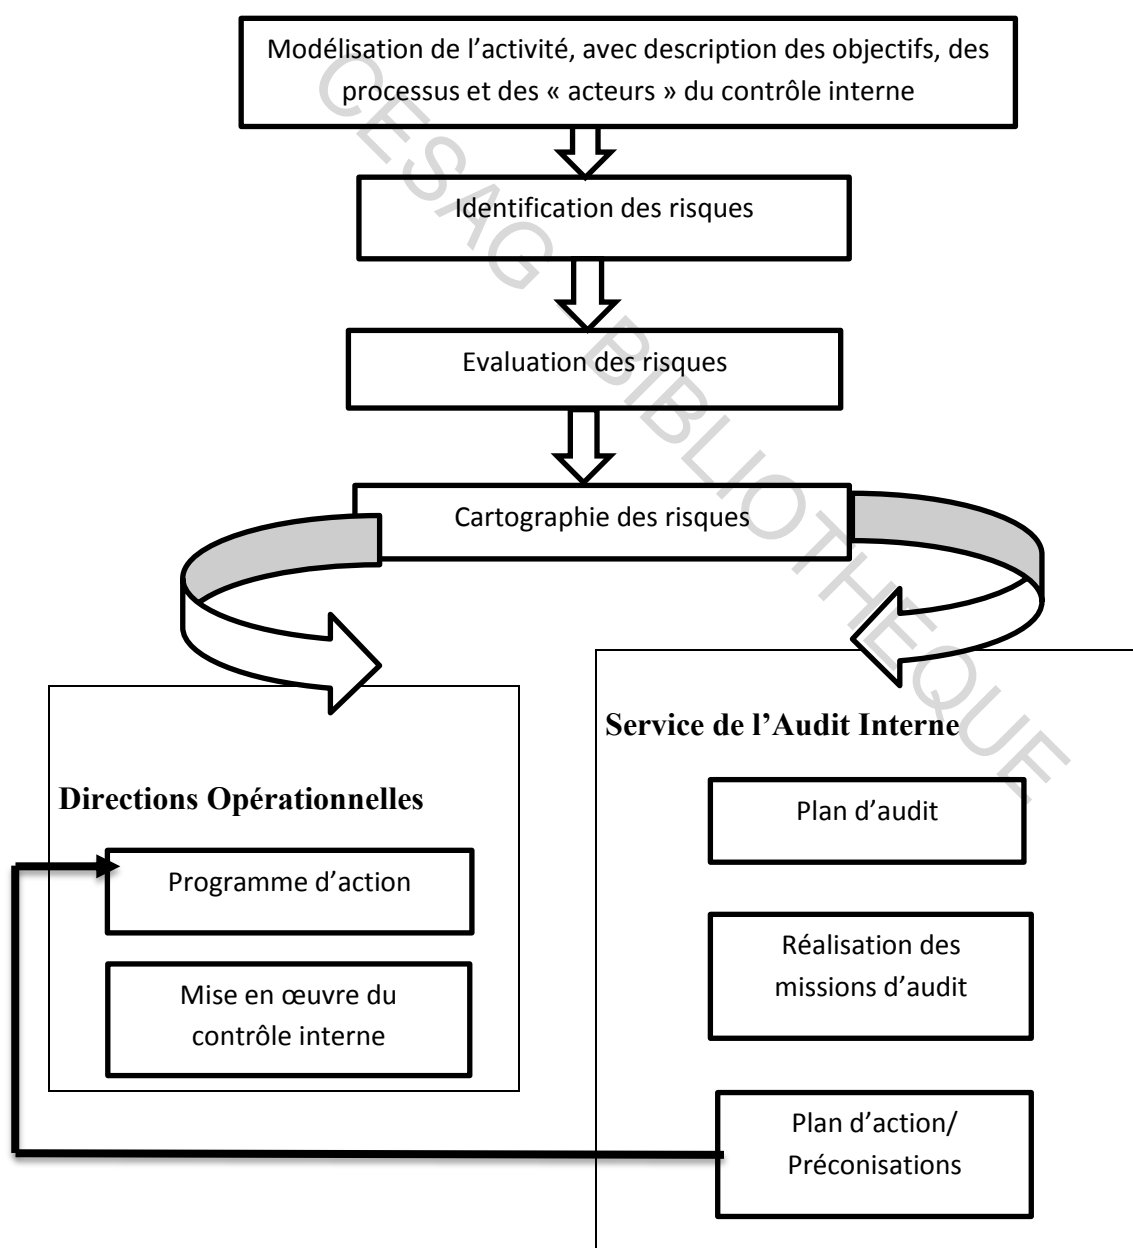 Modélisation de l’activité, avec description des objectifs, des
processus et des « acteurs » du contrôle interne
Identification des risques
Evaluation des risques
Cartographie des risques
Directions Opérationnelles
Programme d’action
Mise en œuvre du
contrôle interne
Service de l’Audit Interne
Plan d’audit
Réalisation des
missions d’audit
Plan d’action/
Préconisations
CESAG - BIBLIOTHEQUE